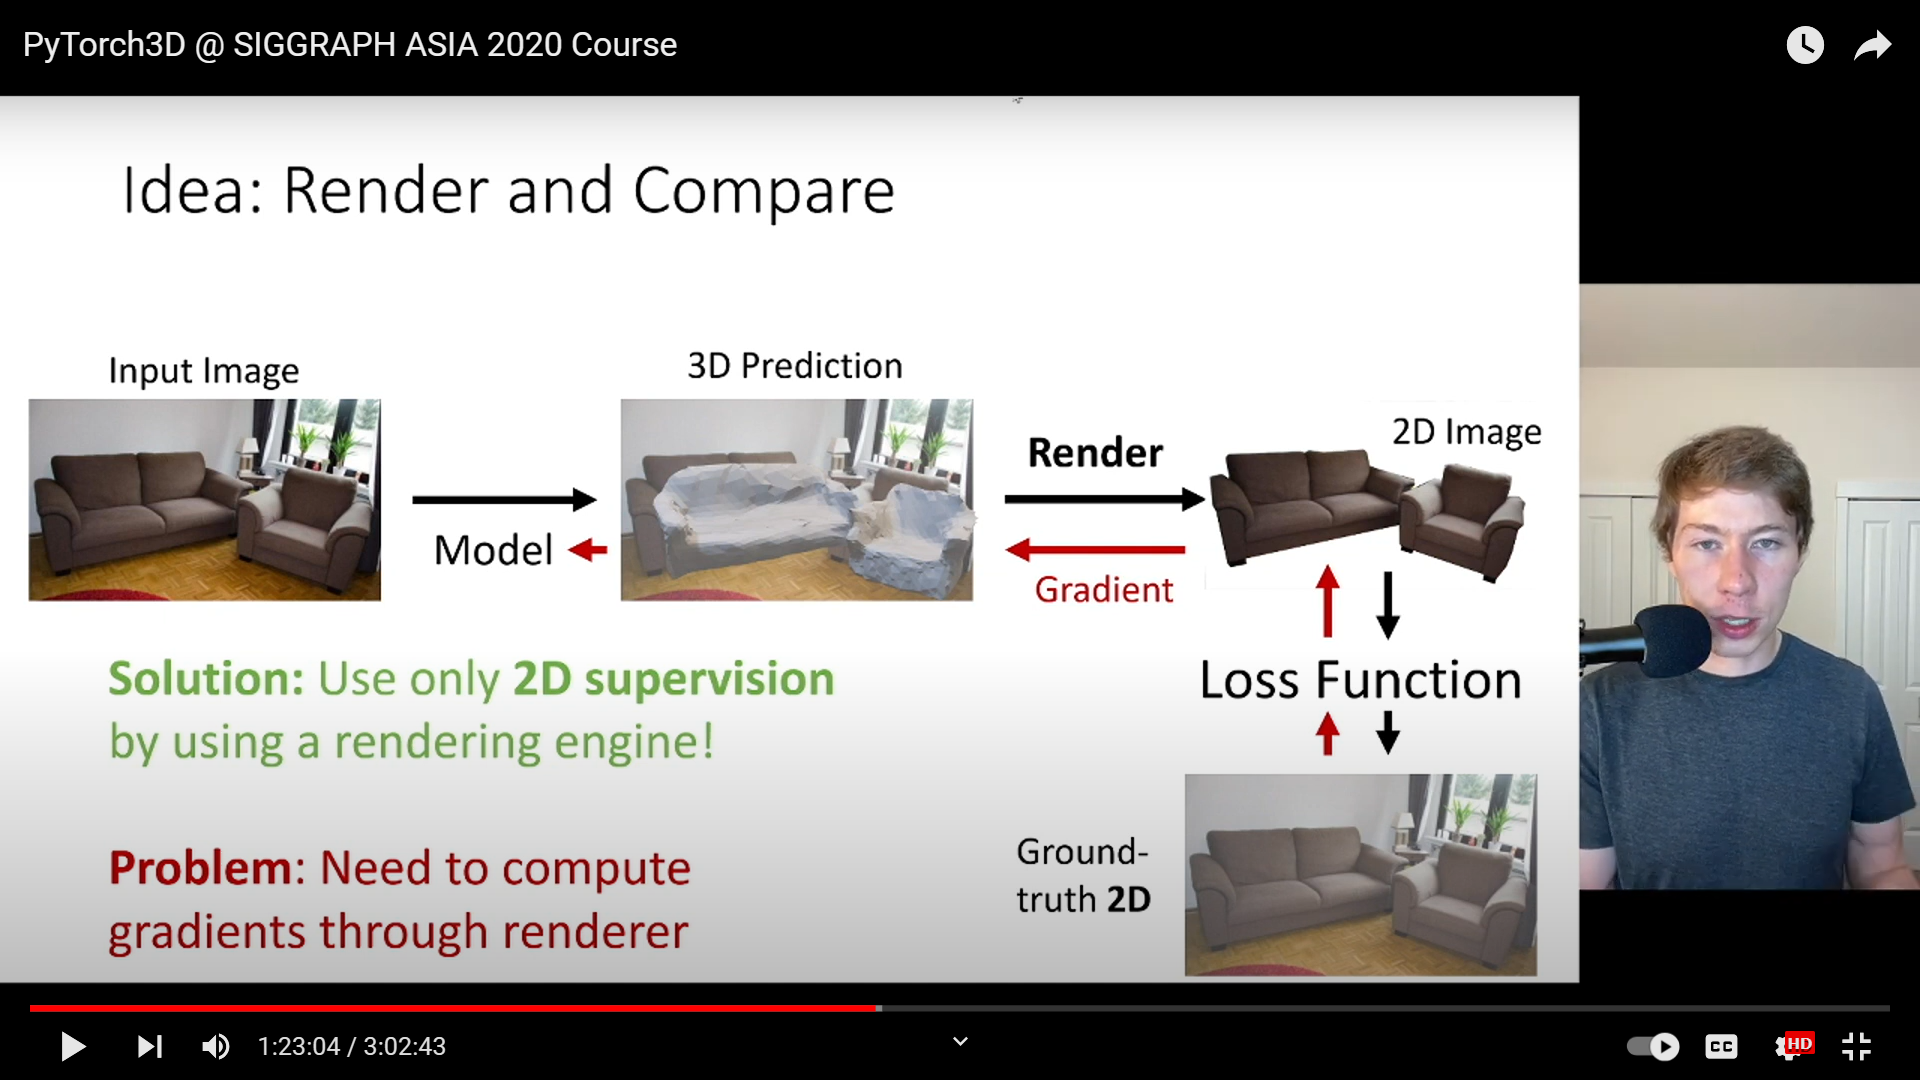 PyTorch3D @ SIGGRAPH ASIA 2020 Course
Idea: Render and Compare
Input Image
3D Prediction
2D Image
Render
Model
Gradient
Solution: Use only 2D supervision
by using a rendering engine!
Loss Function
Problem: Need to compute
gradients through renderer
Ground-
truth 2D
1:23:04 / 3:02:43
CC
HD